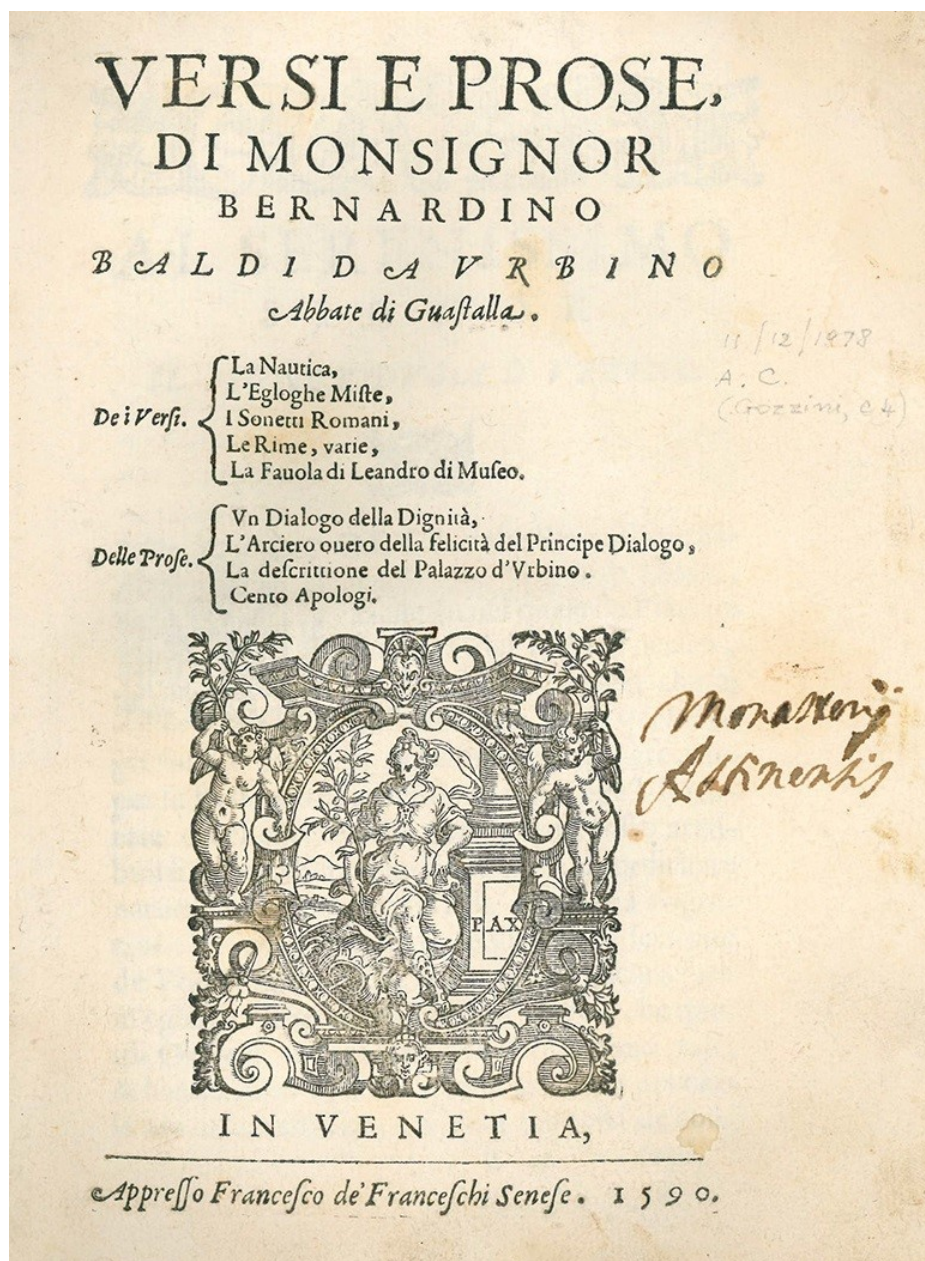 VERSI E PROSE,
DI MONSIGNOR
BERNARDINO
BALDI DA VRBINO
Abbate di Guaſtalla.
De i Verſi.
La Nautica,
L'Egloghe Miſte,
I Sonetti Romani,
Le Rime, varie,
La Fauola di Leandro di Muſeo.
Delle Proſe.
Vn Dialogo della Dignità,
L'Arciero ouero della felicità del Principe Dialogo,
La deſcrittione del Palazzo d'Vrbino.
Cento Apologi.
11/12/1978
A. C.
(Gozzini, c 4)
Monasterij
Astinensis
PAX
IN VENETIA,
Appreſſo Franceſco de' Franceſchi Seneſe. 1590.